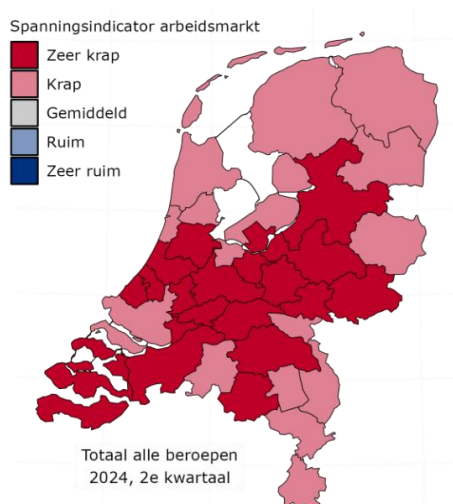 Spanningsindicator arbeidsmarkt
Zeer krap
Krap
Gemiddeld
Ruim
Zeer ruim
Totaal alle beroepen
2024, 2e kwartaal